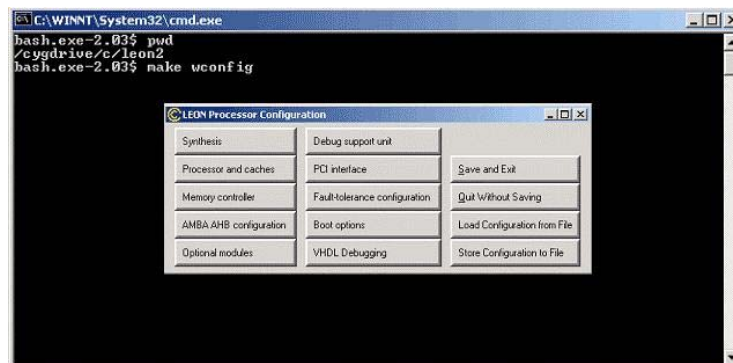 C:\WINNT\System32\cmd.exe
bash.exe-2.03$ pwd
/cygdrive/c/leon2
bash.exe-2.03$ make wconfig
LEON Processor Configuration
Synthesis
Debug support unit
Processor and caches
PCI interface
Save and Exit
Memory controller
Fault-tolerance configuration
Quit Without Saving
AMBA AHB configuration
Boot options
Load Configuration from File
Optional modules
VHDL Debugging
Store Configuration to File